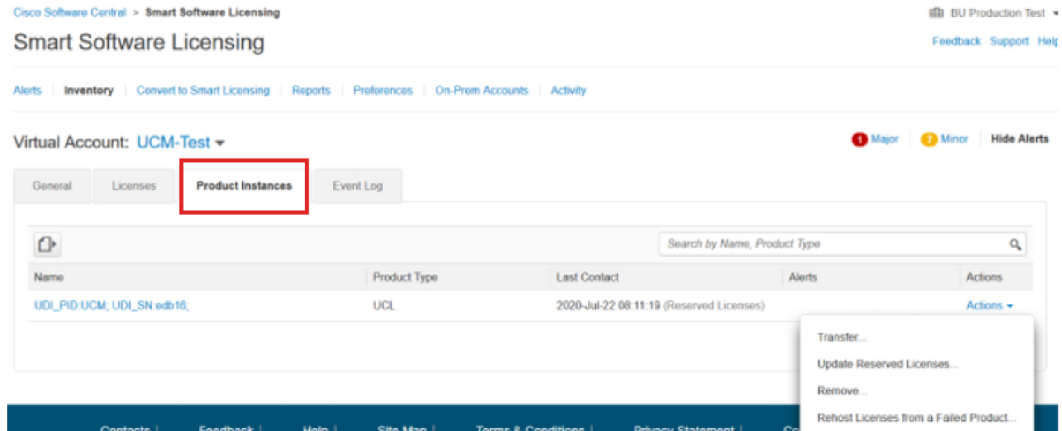 Cisco Software Central > Smart Software Licensing
BU Production Test
Smart Software Licensing
Feedback Support Help
Alerts Inventory Convert to Smart Licensing Reports Preferences On-Prem Accounts Activity
Virtual Account: UCM-Test
1 Major 7 Minor Hide Alerts
General Licenses Product Instances Event Log
Search by Name, Product Type
Name Product Type Last Contact Alerts Actions
UDI_PID:UCM; UDI_SN:edb16; UCL 2020-Jul-22 08:11:19 (Reserved Licenses) Actions
Transfer...
Update Reserved Licenses...
Remove...
Rehost Licenses from a Failed Product...
Contacts | Feedback | Help | Site Map | Terms & Conditions | Privacy Statement |